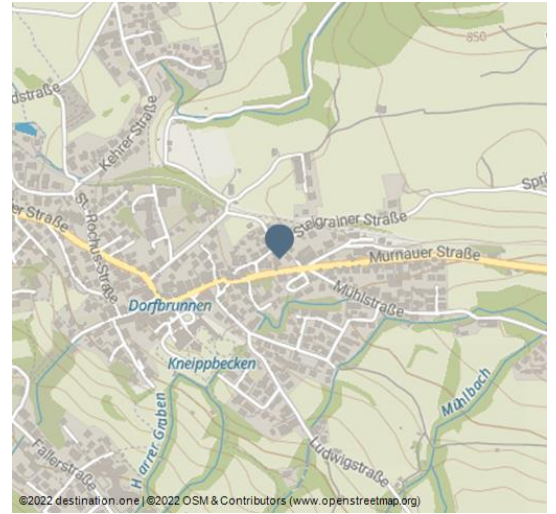 850
dstraße
Kehrer Straße
St.-Rochus-Straße
er Straße
Steigrainer Straße
Spri
Murnauer Straße
Mühlstraße
Dorfbrunnen
Kneippbecken
Mühlbach
Harrer Graben
Ludwigstraße
Fallerstraße
©2022 destination.one | ©2022 OSM & Contributors (www.openstreetmap.org)